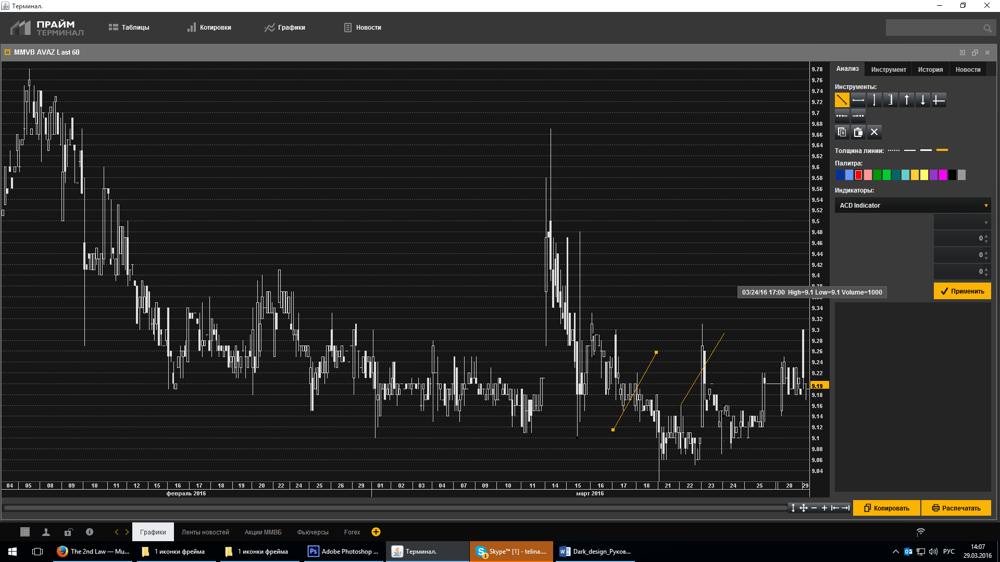 Терминал.
ПРАЙМ
ТЕРМИНАЛ
Таблицы
Котировки
Графики
Новости
MMVB AVAZ Last 60
9.78
9.76
9.74
9.72
9.7
9.68
9.66
9.64
9.62
9.6
9.58
9.56
9.54
9.52
9.5
9.48
9.46
9.44
9.42
9.4
9.34
9.32
9.3
9.28
9.26
9.24
9.22
9.19
9.18
9.16
9.14
9.12
9.1
9.08
9.06
9.04
03/24/16 17:00 High=9.1 Low=9.1 Volume=1000
04 05 08 09 10 11 12 15 16 17 18 19 20 22 24 25 26 29 01 02 03 04 07 09 10 11 14 15 16 17 18 21 22 23 24 25 28 29
февраль 2016
март 2016
Анализ
Инструмент
История
Новости
Инструменты:
Толщина линии:
Палитра:
Индикаторы:
ACD Indicator
0
0
0
Применить
Копировать
Распечатать
Графики
Ленты новостей
Акции ММВБ
Фьючерсы
Forex
1
The 2nd Law — Mu...
1 иконки фрейма
1 иконки фрейма
Adobe Photoshop ...
Терминал.
Skype™ [1] - telina....
Dark_design_Руков...
РУС
14:07
29.03.2016